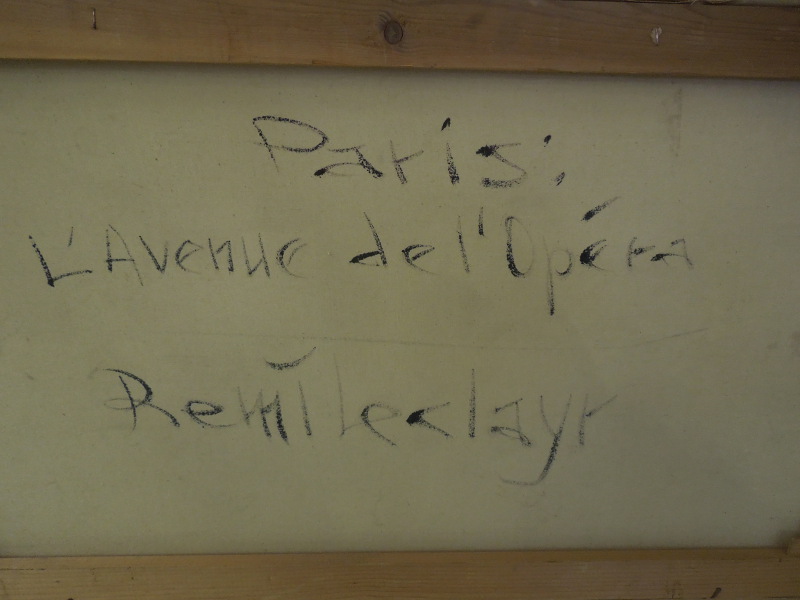 Paris:
L'Avenue de l'Opéra
Remi Leclayr